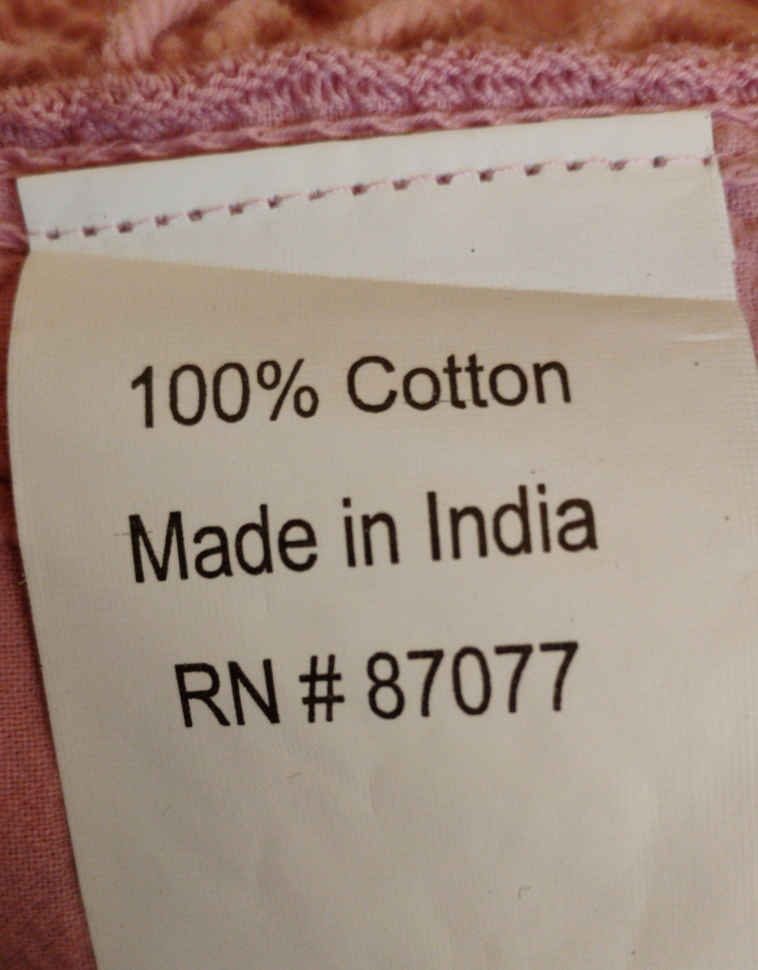 100% Cotton
Made in India
RN # 87077